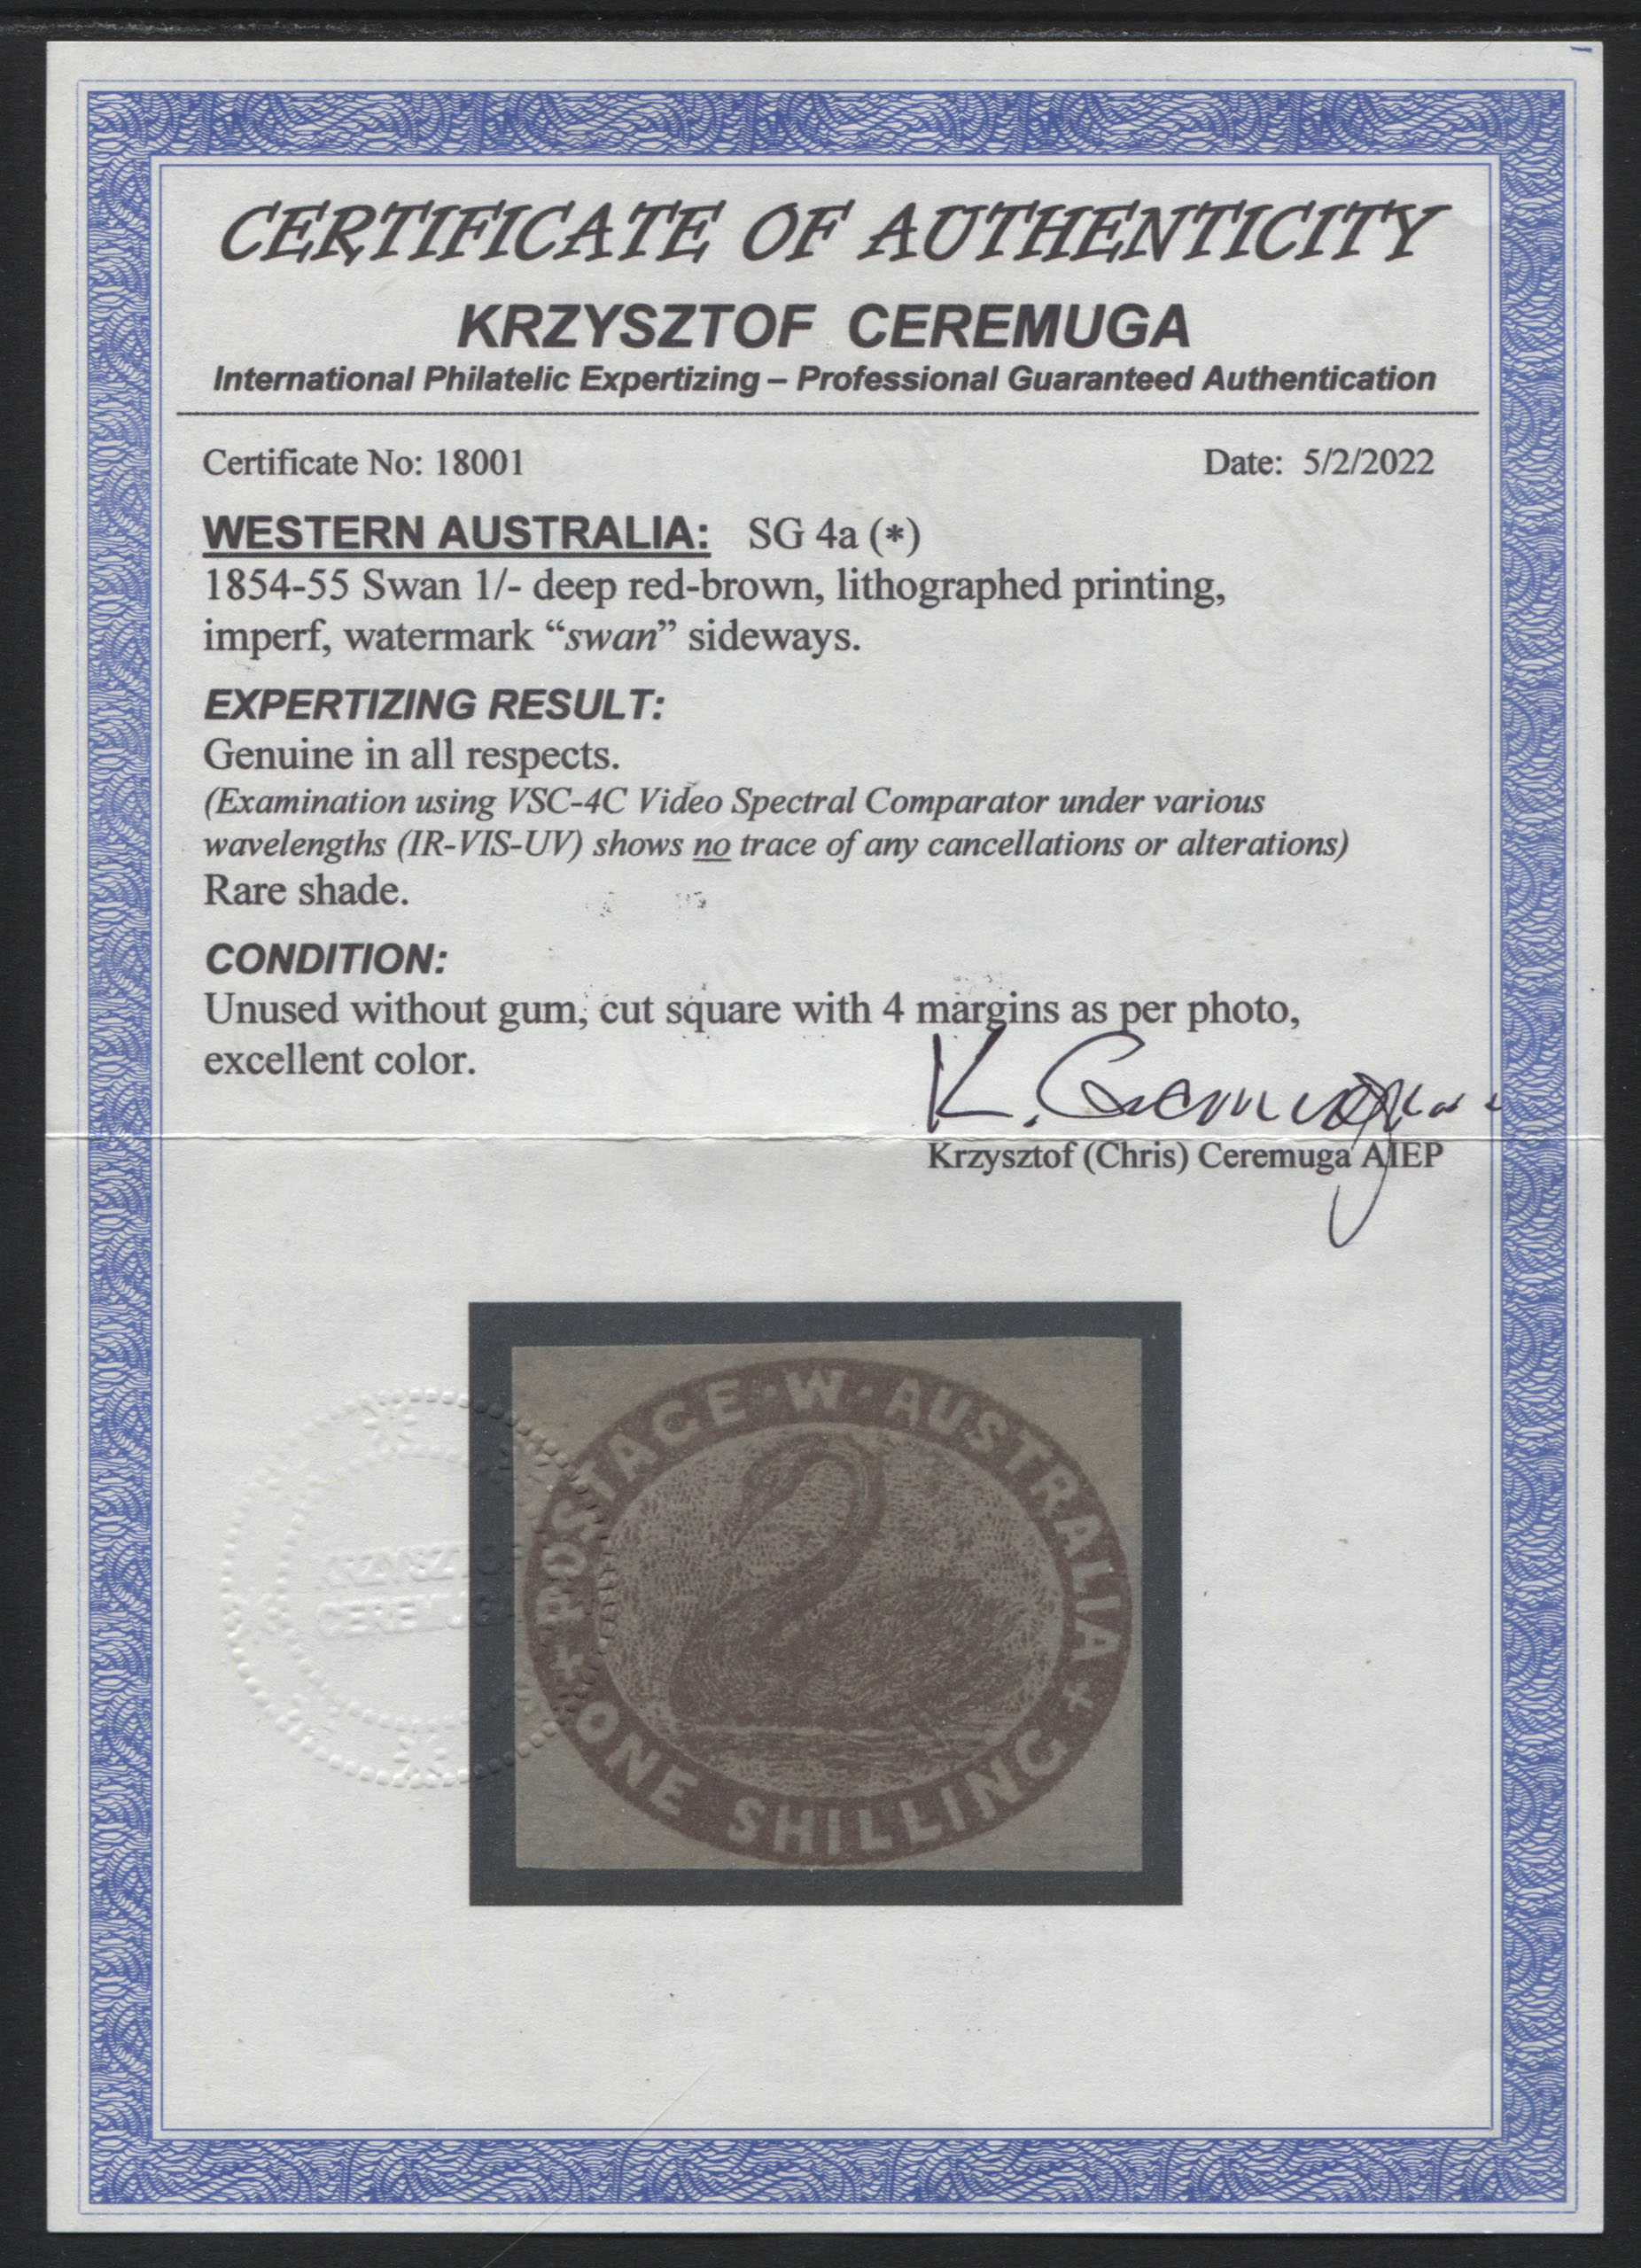 CERTIFICATE OF AUTHENTICITY
KRZYSZTOF CEREMUGA
International Philatelic Expertizing – Professional Guaranteed Authentication
Certificate No: 18001 Date: 5/2/2022
WESTERN AUSTRALIA: SG 4a (*)
1854-55 Swan 1/- deep red-brown, lithographed printing,
imperf, watermark “swan” sideways.
EXPERTIZING RESULT:
Genuine in all respects.
(Examination using VSC-4C Video Spectral Comparator under various
wavelengths (IR-VIS-UV) shows no trace of any cancellations or alterations)
Rare shade.
CONDITION:
Unused without gum, cut square with 4 margins as per photo,
excellent color.
K. Ceremuga
Krzysztof (Chris) Ceremuga AIEP
POSTAGE · W · AUSTRALIA
ONE SHILLING
KRZYSZTOF
CEREMUGA